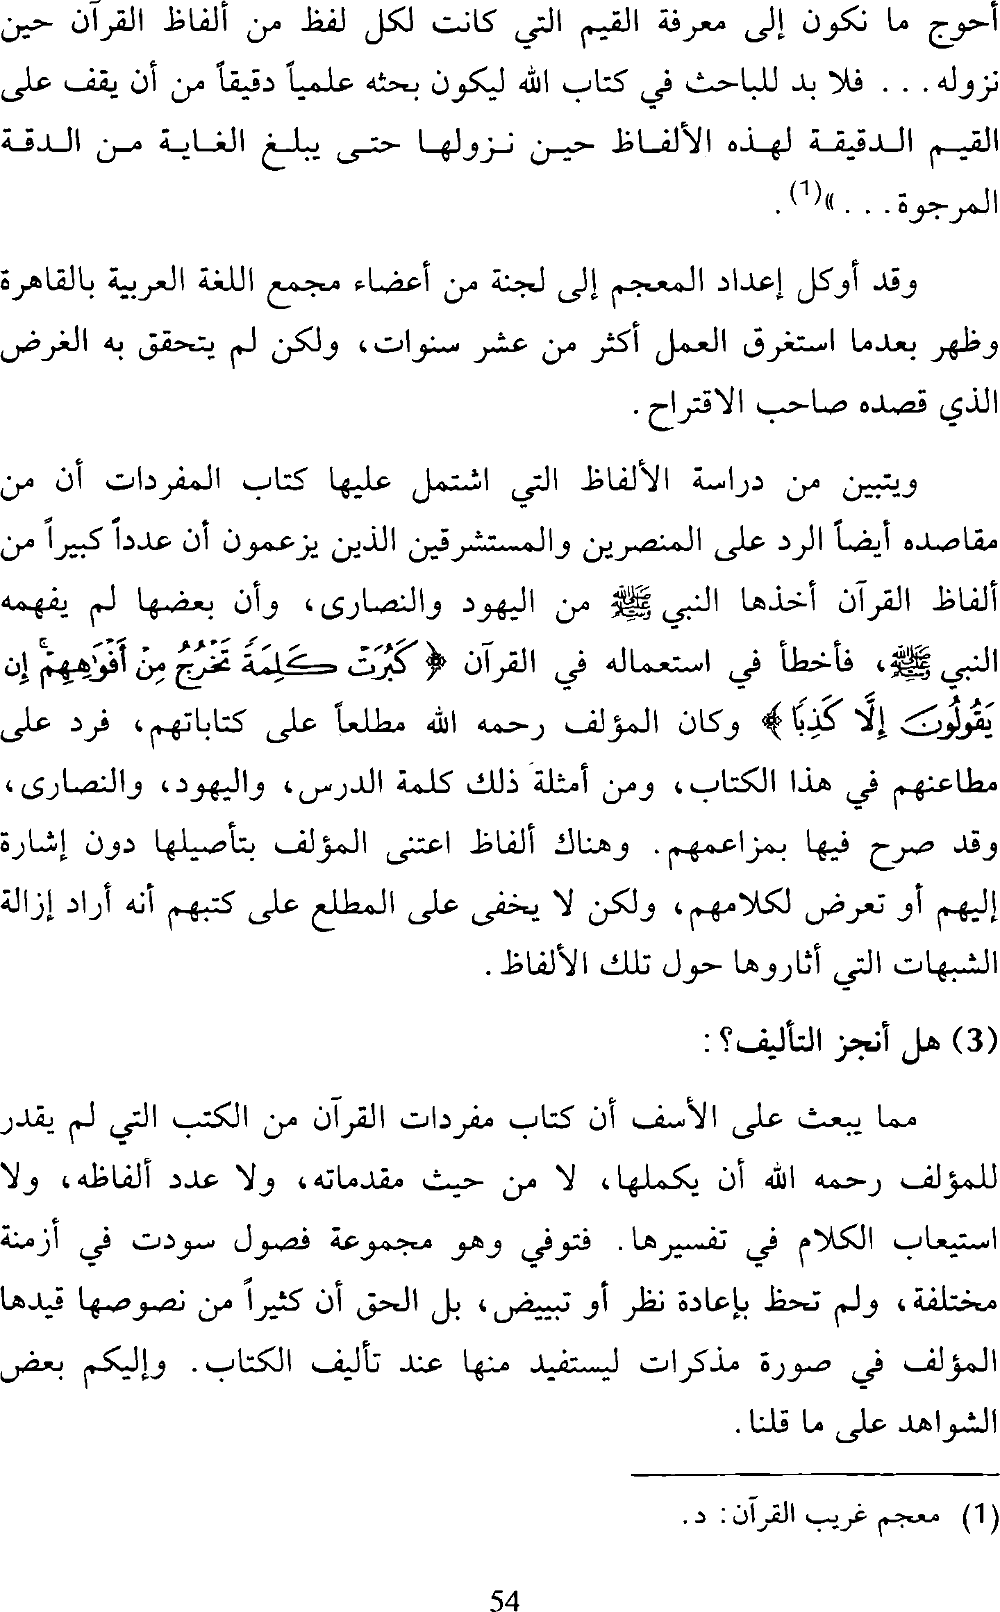 أحوج ما نكون إلى معرفة القيم التي كانت لكل لفظ من ألفاظ القرآن حين
نزوله... فلا بد للباحث في كتاب الله ليكون بحثه علمياً دقيقاً من أن يقف على
القيم الدقيقة لهذه الألفاظ حين نزولها حتى يبلغ الغاية من الدقة
المرجوة...»(1).
وقد أوكل إعداد المعجم إلى لجنة من أعضاء مجمع اللغة العربية بالقاهرة
وظهر بعدما استغرق العمل أكثر من عشر سنوات، ولكن لم يتحقق به الغرض
الذي قصده صاحب الاقتراح.
ويتبين من دراسة الألفاظ التي اشتمل عليها كتاب المفردات أن من
مقاصده أيضاً الرد على المنصرين والمستشرقين الذين يزعمون أن عدداً كبيراً من
ألفاظ القرآن أخذها النبي ﷺ من اليهود والنصارى، وأن بعضها لم يفهمه
النبي ﷺ، فأخطأ في استعماله في القرآن ﴿كَبُرَتْ كَلِمَةً تَخْرُجُ مِنْ أَفْوَٰهِهِمْ ۚ إِن
يَقُولُونَ إِلَّا كَذِبًا﴾ وكان المؤلف رحمه الله مطلعاً على كتاباتهم، فرد على
مطاعنهم في هذا الكتاب، ومن أمثلة ذلك كلمة الدرس، واليهود، والنصارى،
وقد صرح فيها بمزاعمهم. وهناك ألفاظ اعتنى المؤلف بتأصيلها دون إشارة
إليهم أو تعرض لكلامهم، ولكن لا يخفى على المطلع على كتبهم أنه أراد إزالة
الشبهات التي أثاروها حول تلك الألفاظ.
(3) هل أنجز التأليف؟:
مما يبعث على الأسف أن كتاب مفردات القرآن من الكتب التي لم يقدر
للمؤلف رحمه الله أن يكملها، لا من حيث مقدماته، ولا عدد ألفاظه، ولا
استيعاب الكلام في تفسيرها. فتوفي وهو مجموعة فصول سودت في أزمنة
مختلفة، ولم تحظ بإعادة نظر أو تبييض، بل الحق أن كثيراً من نصوصها قيدها
المؤلف في صورة مذكرات ليستفيد منها عند تأليف الكتاب. وإليكم بعض
الشواهد على ما قلنا.
(1) معجم غريب القرآن: د.
54